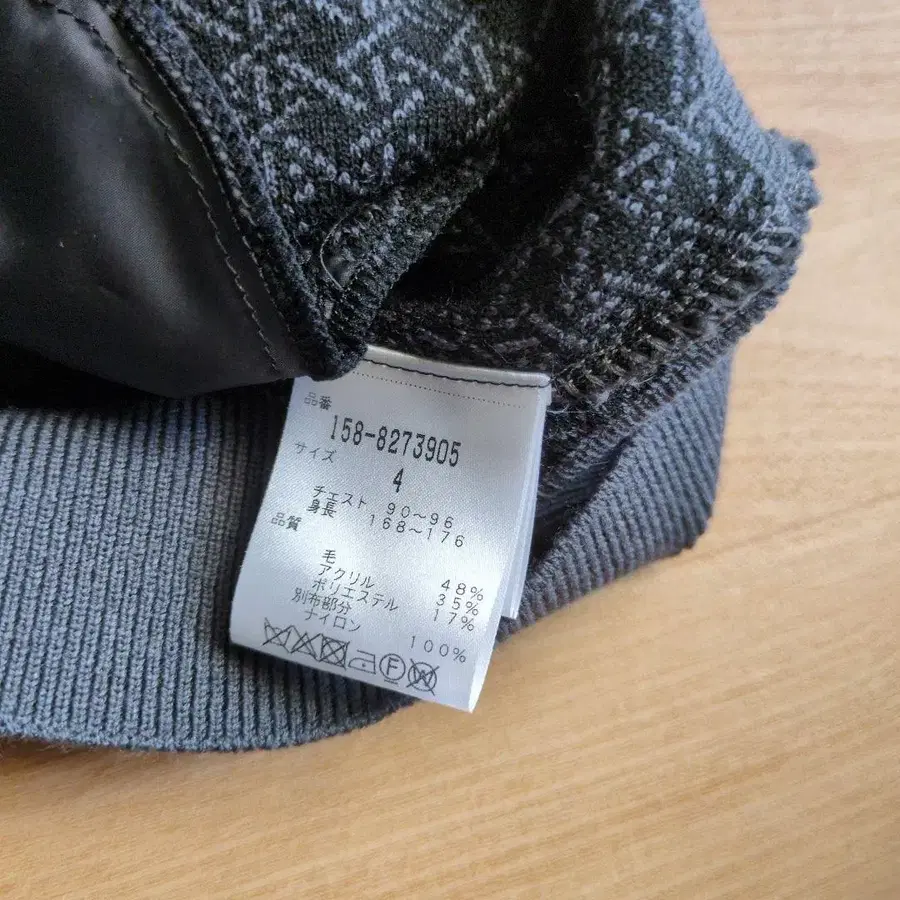 品番
158-8273905
サイズ
4
チェスト 90～96
身長 168～176
品質
毛 48%
アクリル 35%
ポリエステル 17%
別布部分
ナイロン 100%
F W